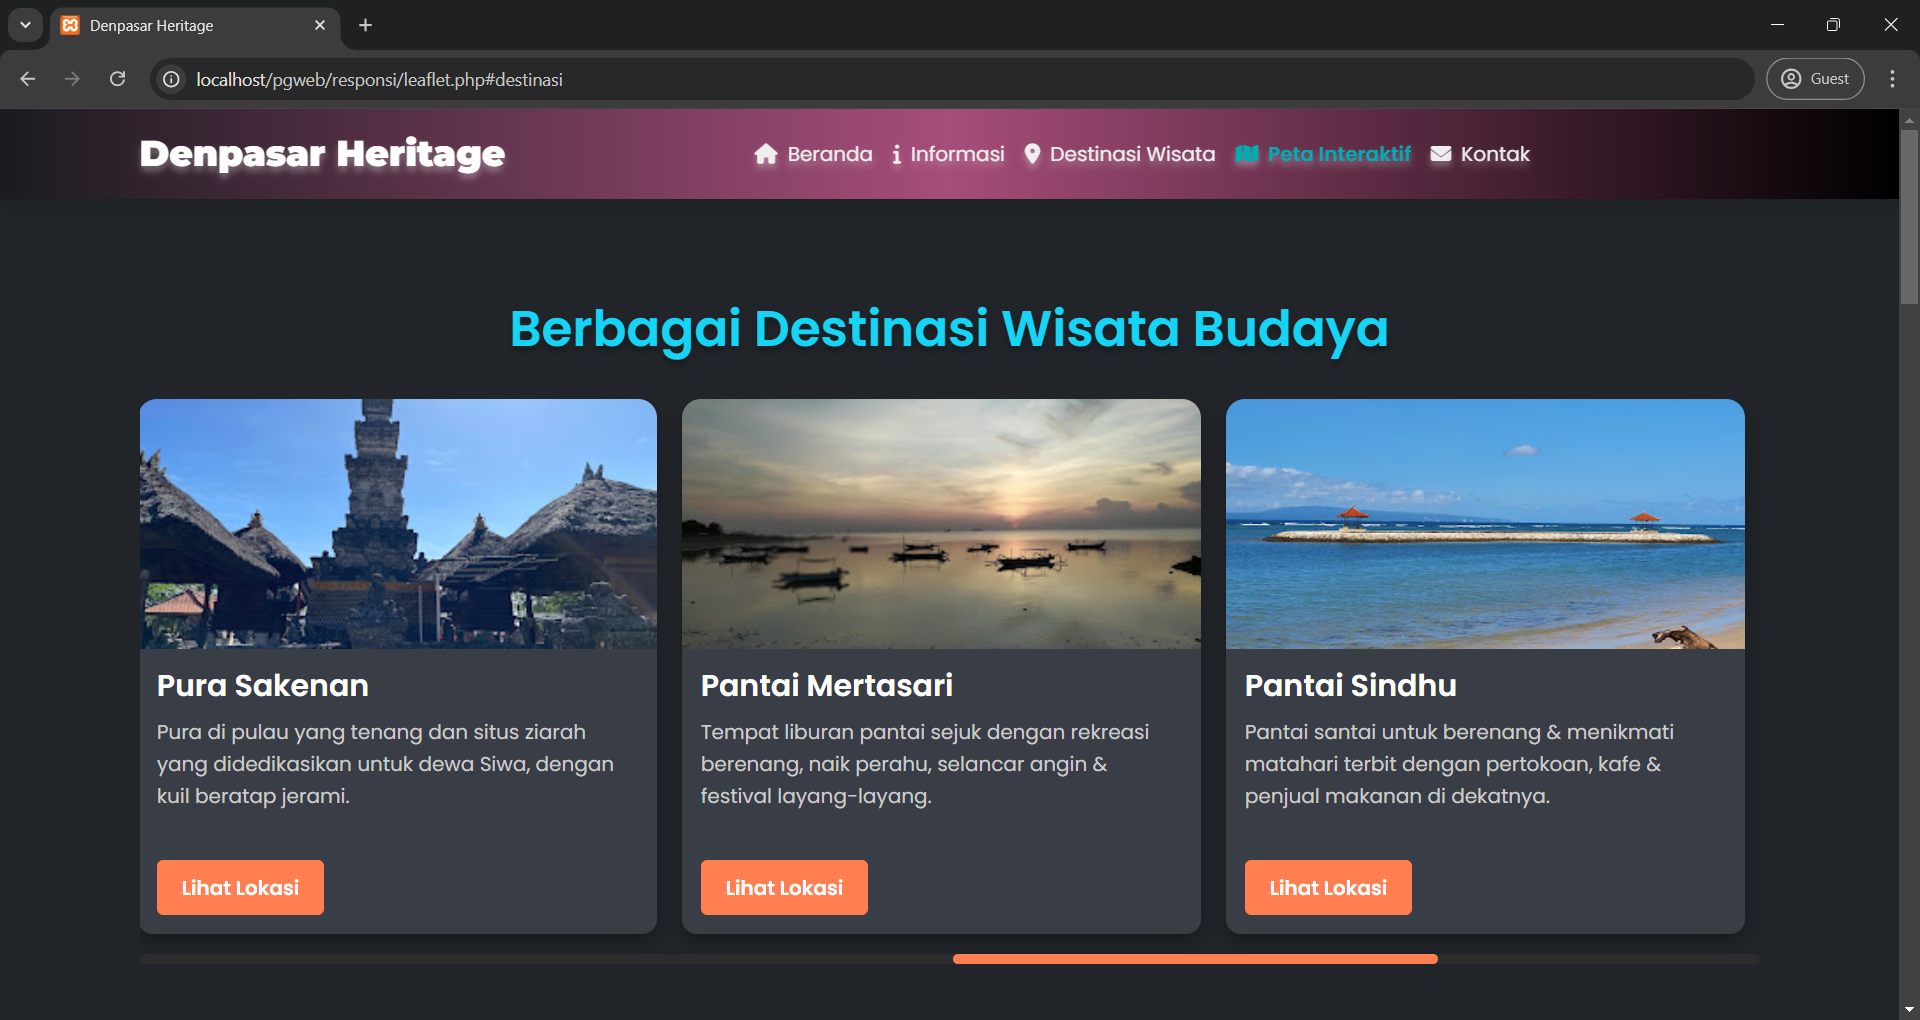 Denpasar Heritage
localhost/pgweb/responsi/leaflet.php#destinasi
Guest
Denpasar Heritage
Beranda
Informasi
Destinasi Wisata
Peta Interaktif
Kontak
Berbagai Destinasi Wisata Budaya
Pura Sakenan
Pura di pulau yang tenang dan situs ziarah
yang didedikasikan untuk dewa Siwa, dengan
kuil beratap jerami.
Lihat Lokasi
Pantai Mertasari
Tempat liburan pantai sejuk dengan rekreasi
berenang, naik perahu, selancar angin &
festival layang-layang.
Lihat Lokasi
Pantai Sindhu
Pantai santai untuk berenang & menikmati
matahari terbit dengan pertokoan, kafe &
penjual makanan di dekatnya.
Lihat Lokasi